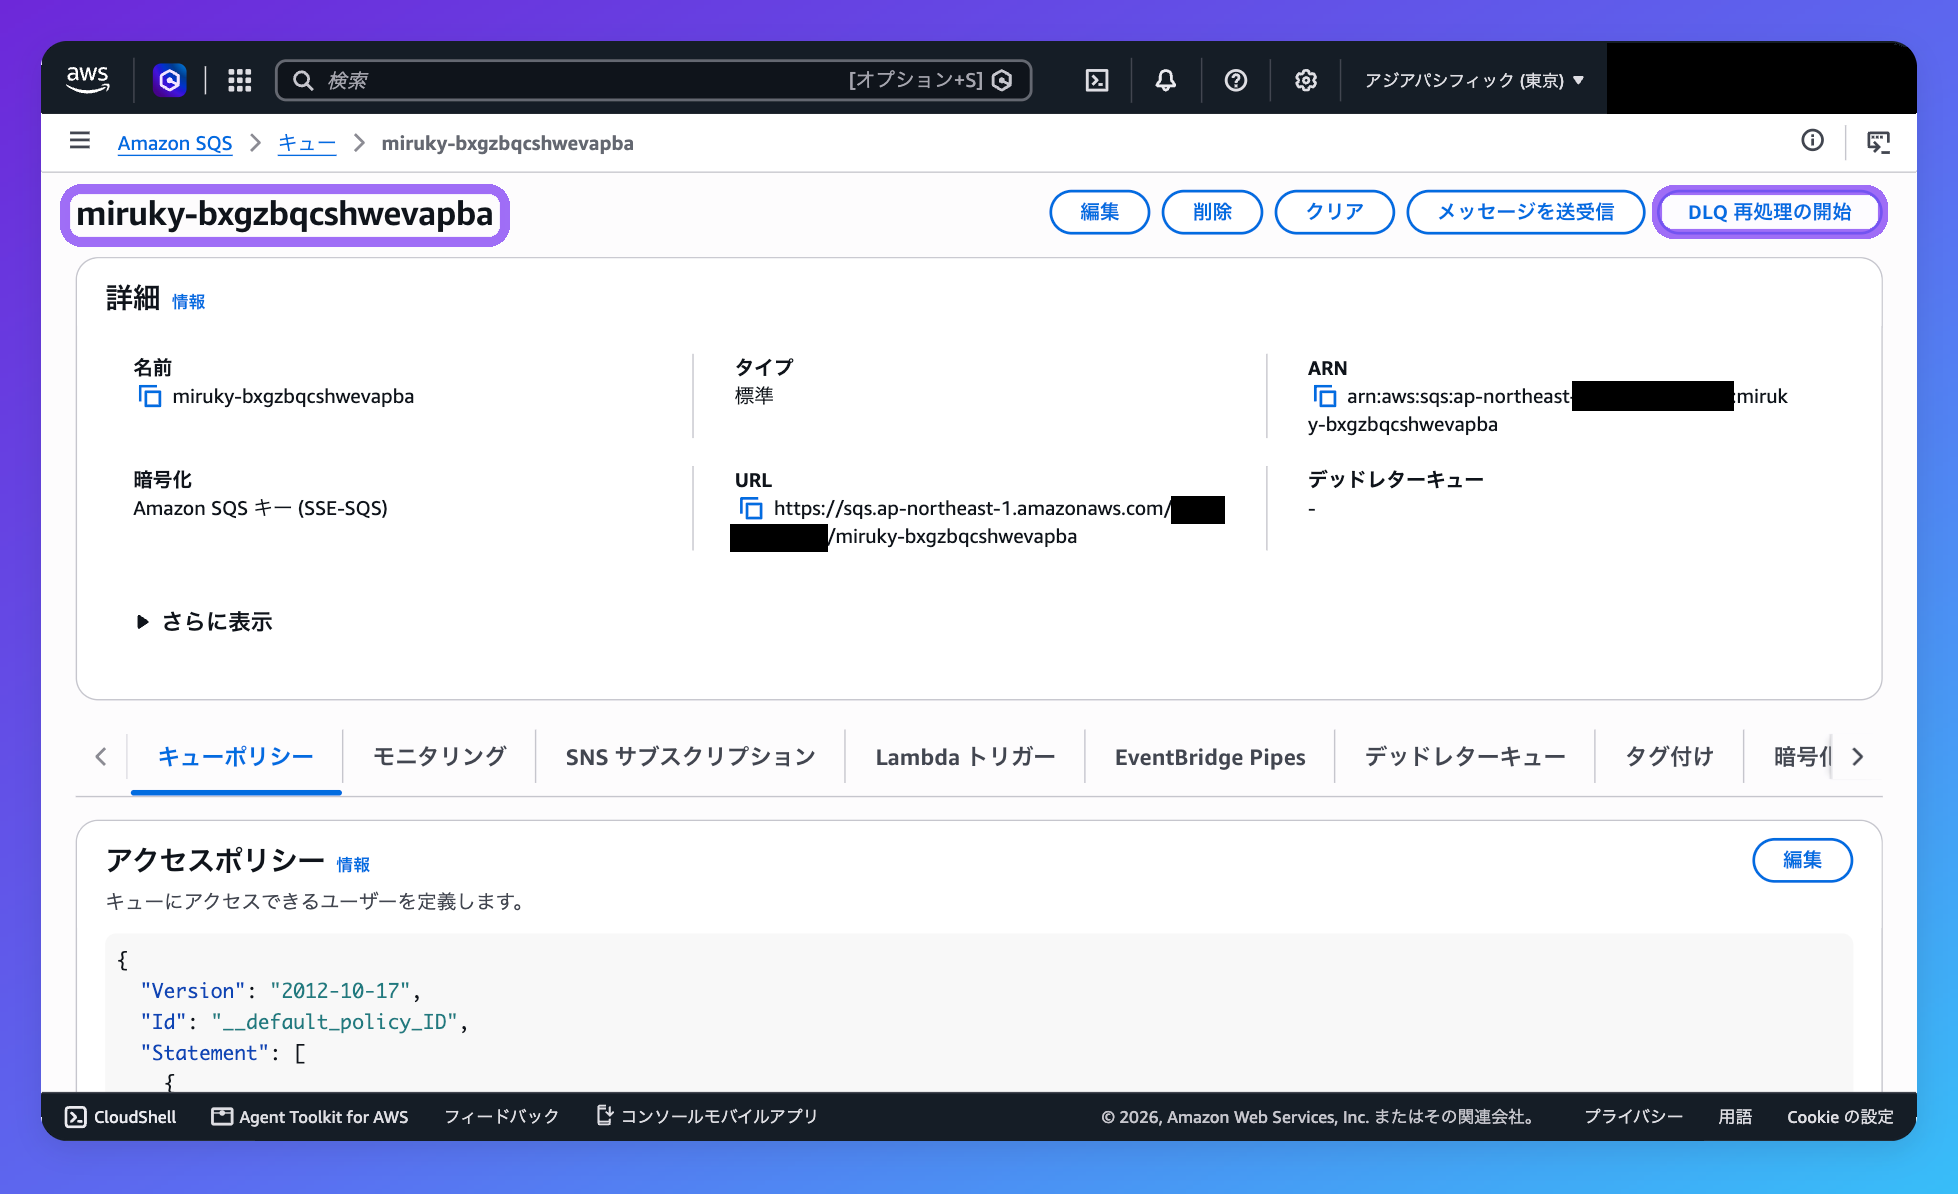 aws
検索 [オプション+S] アジアパシフィック (東京)
Amazon SQS キュー miruky-bxgzbqcshwevapba
miruky-bxgzbqcshwevapba 編集 削除 クリア メッセージを送受信 DLQ 再処理の開始
詳細 情報
名前
miruky-bxgzbqcshwevapba
タイプ
標準
ARN
arn:aws:sqs:ap-northeast- :miruk
y-bxgzbqcshwevapba
暗号化
Amazon SQS キー (SSE-SQS)
URL
https://sqs.ap-northeast-1.amazonaws.com/
/miruky-bxgzbqcshwevapba
デッドレターキュー
-
さらに表示
キューポリシー モニタリング SNS サブスクリプション Lambda トリガー EventBridge Pipes デッドレターキュー タグ付け 暗号化
アクセスポリシー 情報 編集
キューにアクセスできるユーザーを定義します。
{
"Version": "2012-10-17",
"Id": "__default_policy_ID",
"Statement": [
{
CloudShell Agent Toolkit for AWS フィードバック コンソールモバイルアプリ © 2026, Amazon Web Services, Inc. またはその関連会社。 プライバシー 用語 Cookie の設定